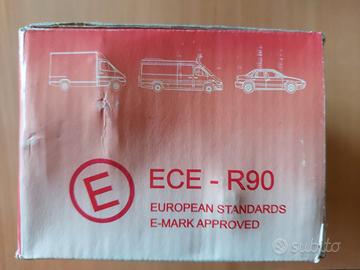 E
ECE - R90
EUROPEAN STANDARDS
E-MARK APPROVED
subito